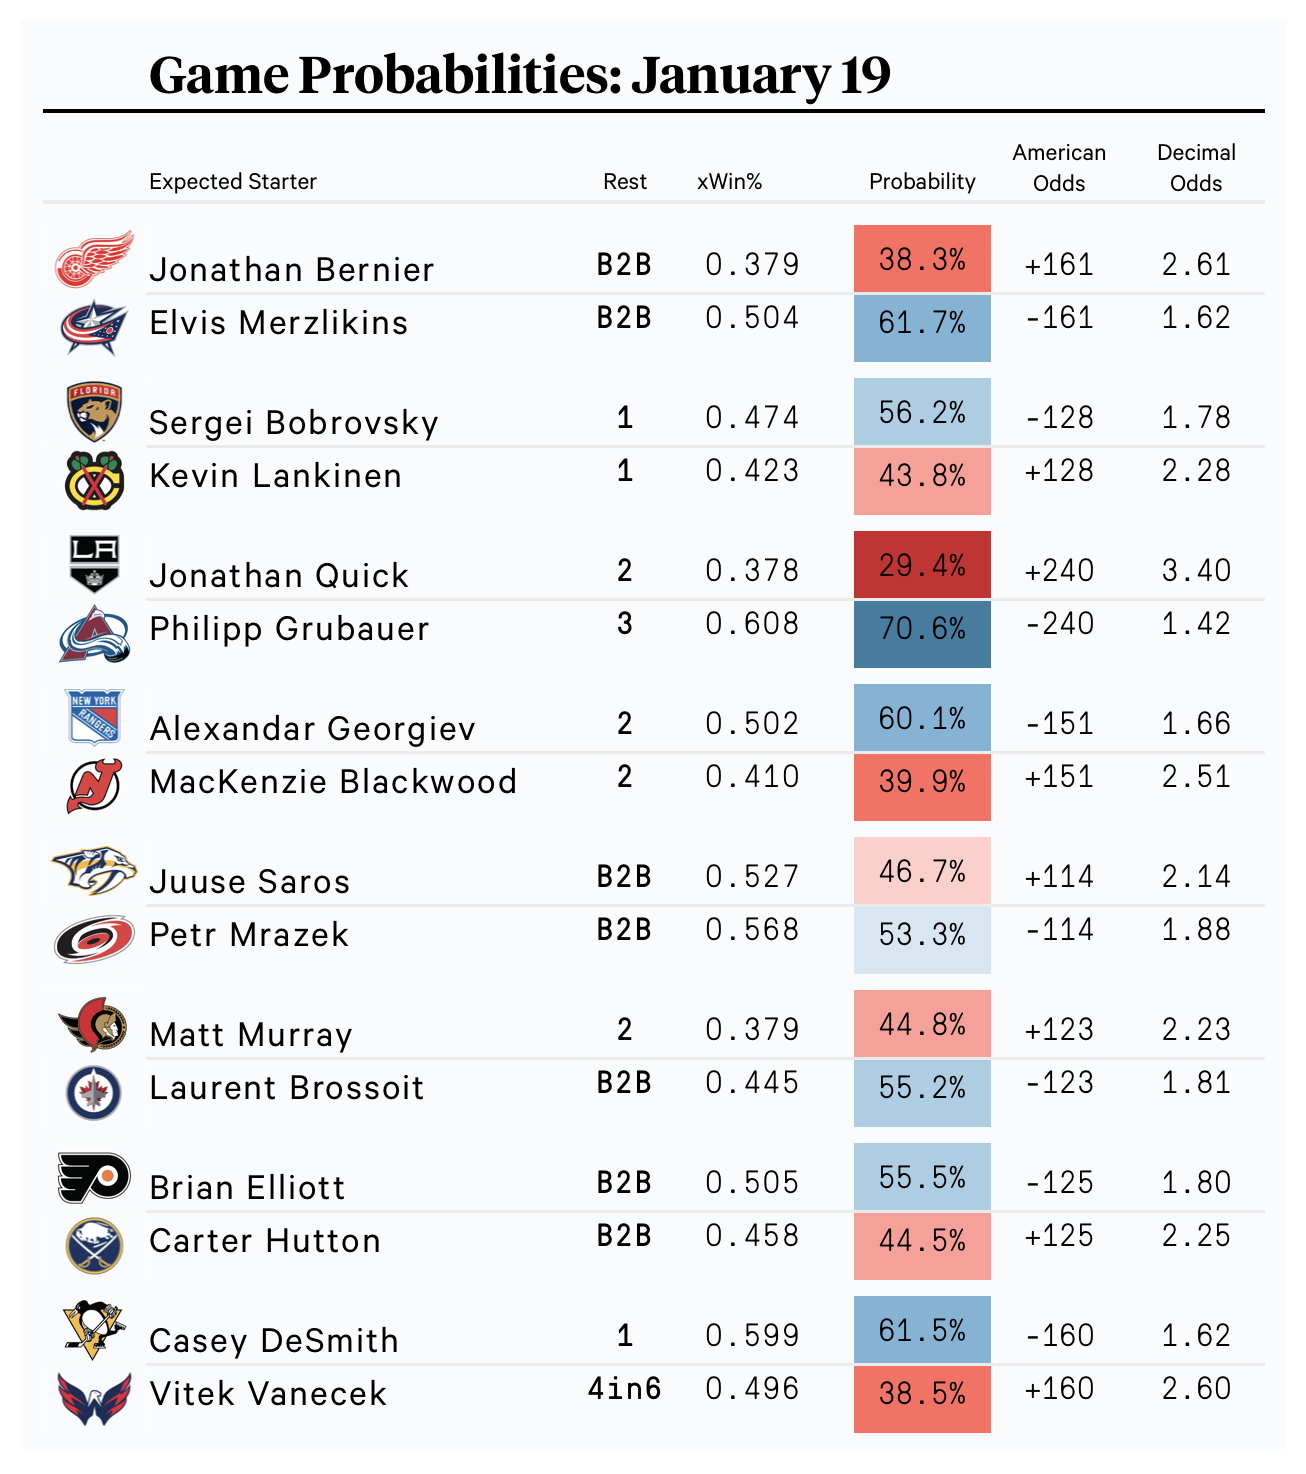 Game Probabilities: January 19
Expected Starter Rest xWin% Probability American Odds Decimal Odds
Jonathan Bernier B2B 0.379 38.3% +161 2.61
Elvis Merzlikins B2B 0.504 61.7% -161 1.62
FLORIDA
Sergei Bobrovsky 1 0.474 56.2% -128 1.78
Kevin Lankinen 1 0.423 43.8% +128 2.28
LA
Jonathan Quick 2 0.378 29.4% +240 3.40
Philipp Grubauer 3 0.608 70.6% -240 1.42
NEW YORK
RANGERS
Alexandar Georgiev 2 0.502 60.1% -151 1.66
MacKenzie Blackwood 2 0.410 39.9% +151 2.51
Juuse Saros B2B 0.527 46.7% +114 2.14
Petr Mrazek B2B 0.568 53.3% -114 1.88
Matt Murray 2 0.379 44.8% +123 2.23
Laurent Brossoit B2B 0.445 55.2% -123 1.81
Brian Elliott B2B 0.505 55.5% -125 1.80
Carter Hutton B2B 0.458 44.5% +125 2.25
Casey DeSmith 1 0.599 61.5% -160 1.62
Vitek Vanecek 4in6 0.496 38.5% +160 2.60